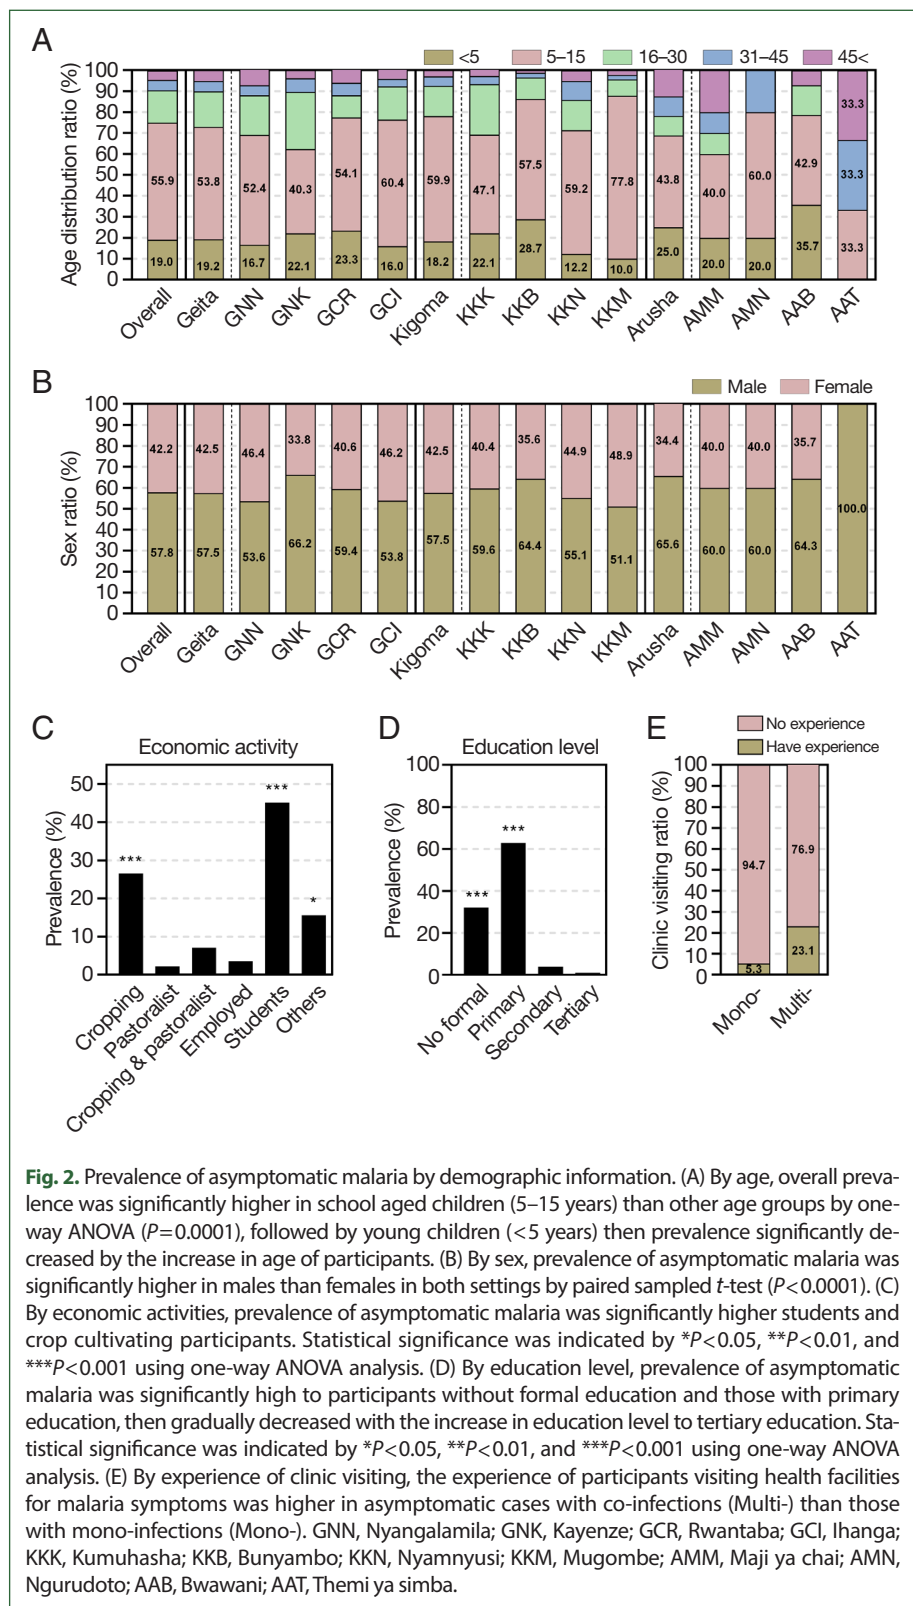 A
<5 5–15 16–30 31–45 45<
Age distribution ratio (%)
100
90
80
70
60
50
40
30
20
10
0
55.9 53.8 52.4 40.3 54.1 60.4 59.9 47.1 57.5 59.2 77.8 43.8 40.0 60.0 42.9 33.3 33.3 33.3
19.0 19.2 16.7 22.1 23.3 16.0 18.2 22.1 28.7 12.2 10.0 25.0 20.0 20.0 35.7
Overall Geita GNN GNK GCR GCI Kigoma KKK KKB KKN KKM Arusha AMM AMN AAB AAT
B
Male Female
Sex ratio (%)
100
90
80
70
60
50
40
30
20
10
0
42.2 42.5 46.4 33.8 40.6 46.2 42.5 40.4 35.6 44.9 48.9 34.4 40.0 40.0 35.7
57.8 57.5 53.6 66.2 59.4 53.8 57.5 59.6 64.4 55.1 51.1 65.6 60.0 60.0 64.3 100.0
Overall Geita GNN GNK GCR GCI Kigoma KKK KKB KKN KKM Arusha AMM AMN AAB AAT
C
Economic activity
Prevalence (%)
50
40
30
20
10
0
*** *** *
Cropping Pastoralist Cropping & pastoralist Employed Students Others
D
Education level
Prevalence (%)
100
80
60
40
20
0
*** ***
No formal Primary Secondary Tertiary
E
No experience
Have experience
Clinic visiting ratio (%)
100
90
80
70
60
50
40
30
20
10
0
94.7 76.9
5.3 23.1
Mono- Multi-
Fig. 2. Prevalence of asymptomatic malaria by demographic information. (A) By age, overall preva-
lence was significantly higher in school aged children (5–15 years) than other age groups by one-
way ANOVA (P=0.0001), followed by young children (<5 years) then prevalence significantly de-
creased by the increase in age of participants. (B) By sex, prevalence of asymptomatic malaria was
significantly higher in males than females in both settings by paired sampled t-test (P<0.0001). (C)
By economic activities, prevalence of asymptomatic malaria was significantly higher students and
crop cultivating participants. Statistical significance was indicated by *P<0.05, **P<0.01, and
***P<0.001 using one-way ANOVA analysis. (D) By education level, prevalence of asymptomatic
malaria was significantly high to participants without formal education and those with primary
education, then gradually decreased with the increase in education level to tertiary education. Sta-
tistical significance was indicated by *P<0.05, **P<0.01, and ***P<0.001 using one-way ANOVA
analysis. (E) By experience of clinic visiting, the experience of participants visiting health facilities
for malaria symptoms was higher in asymptomatic cases with co-infections (Multi-) than those
with mono-infections (Mono-). GNN, Nyangalamila; GNK, Kayenze; GCR, Rwantaba; GCI, Ihanga;
KKK, Kumuhasha; KKB, Bunyambo; KKN, Nyamnyusi; KKM, Mugombe; AMM, Maji ya chai; AMN,
Ngurudoto; AAB, Bwawani; AAT, Themi ya simba.